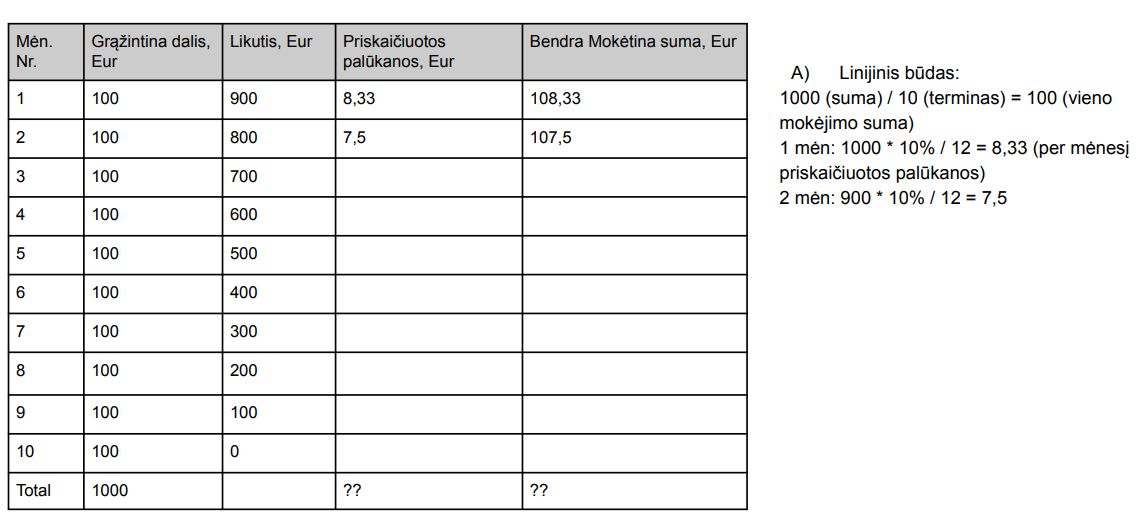 Mėn. Nr. Grąžintina dalis, Eur Likutis, Eur Priskaičiuotos palūkanos, Eur Bendra Mokėtina suma, Eur
1 100 900 8,33 108,33
2 100 800 7,5 107,5
3 100 700
4 100 600
5 100 500
6 100 400
7 100 300
8 100 200
9 100 100
10 100 0
Total 1000 ?? ??
A) Linijinis būdas:
1000 (suma) / 10 (terminas) = 100 (vieno
mokėjimo suma)
1 mėn: 1000 * 10% / 12 = 8,33 (per mėnesį
priskaičiuotos palūkanos)
2 mėn: 900 * 10% / 12 = 7,5